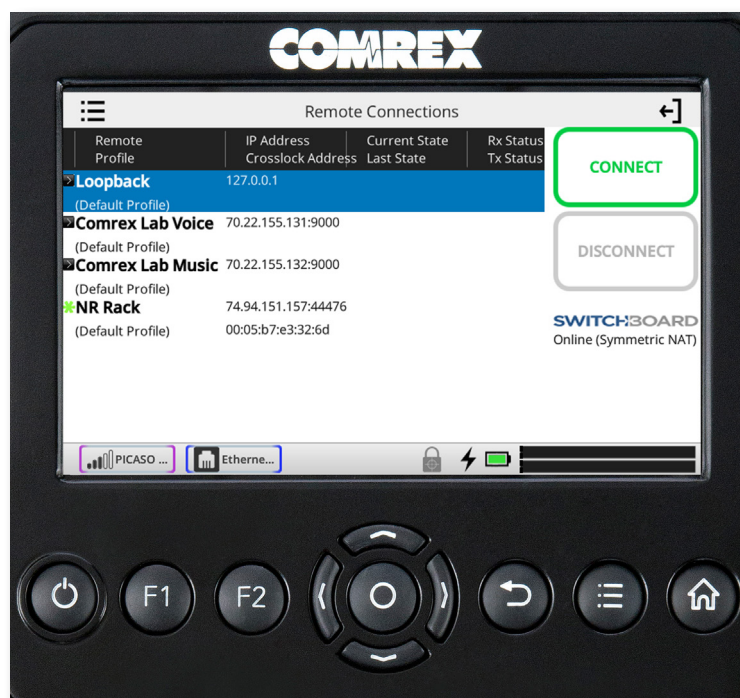 COMREX
Remote Connections
Remote IP Address Current State Rx Status
Profile Crosslock Address Last State Tx Status
CONNECT
Loopback 127.0.0.1
(Default Profile)
Comrex Lab Voice 70.22.155.131:9000
(Default Profile)
DISCONNECT
Comrex Lab Music 70.22.155.132:9000
(Default Profile)
NR Rack 74.94.151.157:44476
(Default Profile) 00:05:b7:e3:32:6d
SWITCHBOARD
Online (Symmetric NAT)
PICASO ... Etherne...
F1 F2